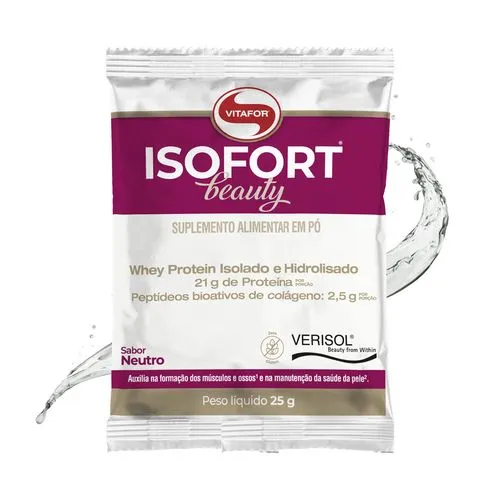 VITAFOR®
ISOFORT®
beauty
SUPLEMENTO ALIMENTAR EM PÓ
Whey Protein Isolado e Hidrolisado
21 g de Proteína POR PORÇÃO
Peptídeos bioativos de colágeno: 2,5 g POR PORÇÃO
Sabor
Neutro
VERISOL®
Beauty from Within
Auxilia na formação dos músculos e ossos¹ e na manutenção da saúde da pele².
Peso líquido 25 g